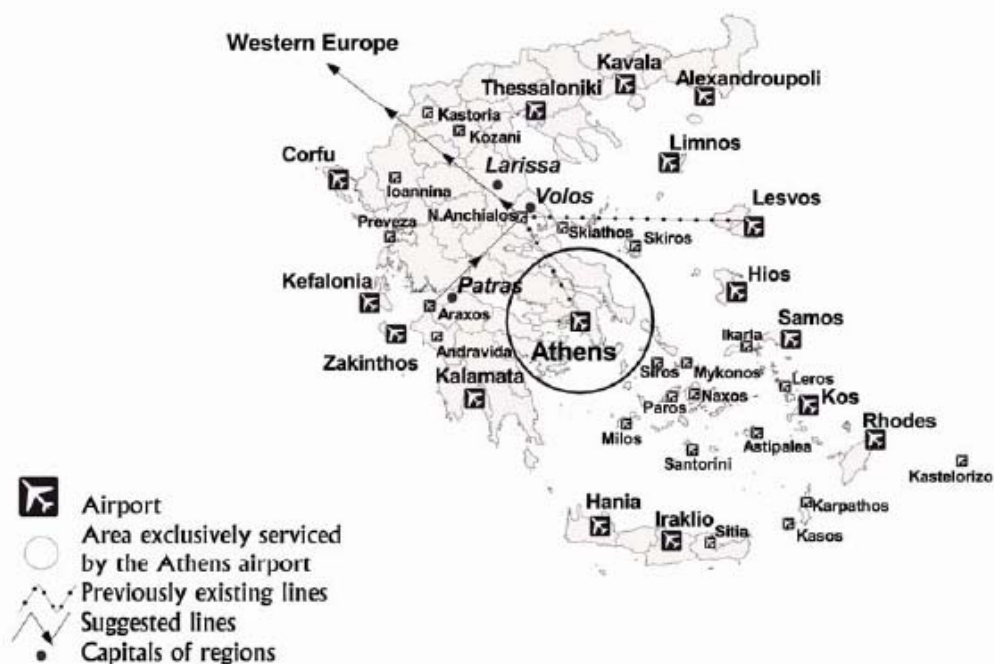 Western Europe
Kavala
Alexandroupoli
Thessaloniki
Kastoria
Kozani
Limnos
Corfu
Larissa
Ioannina
Volos
Lesvos
N.Anchialos
Skiathos
Preveza
Skiros
Kefalonia
Patras
Hios
Araxos
Samos
Ikaria
Zakinthos
Andravida
Athens
Kalamata
Siros
Mykonos
Leros
Paros
Naxos
Kos
Milos
Astipalea
Rhodes
Santorini
Kastelorizo
Hania
Iraklio
Sitia
Karpathos
Kasos
Airport
Area exclusively serviced
by the Athens airport
Previously existing lines
Suggested lines
Capitals of regions